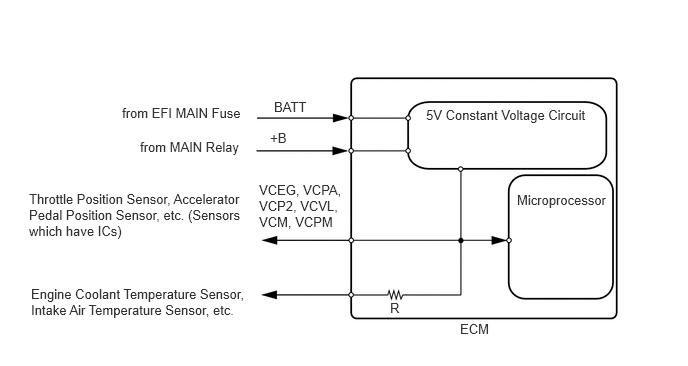 BATT
from EFI MAIN Fuse
5V Constant Voltage Circuit
+B
from MAIN Relay
VCEG, VCPA,
VCP2, VCVL,
VCM, VCPM
Throttle Position Sensor, Accelerator
Pedal Position Sensor, etc. (Sensors
which have ICs)
Microprocessor
Engine Coolant Temperature Sensor,
Intake Air Temperature Sensor, etc.
R
ECM